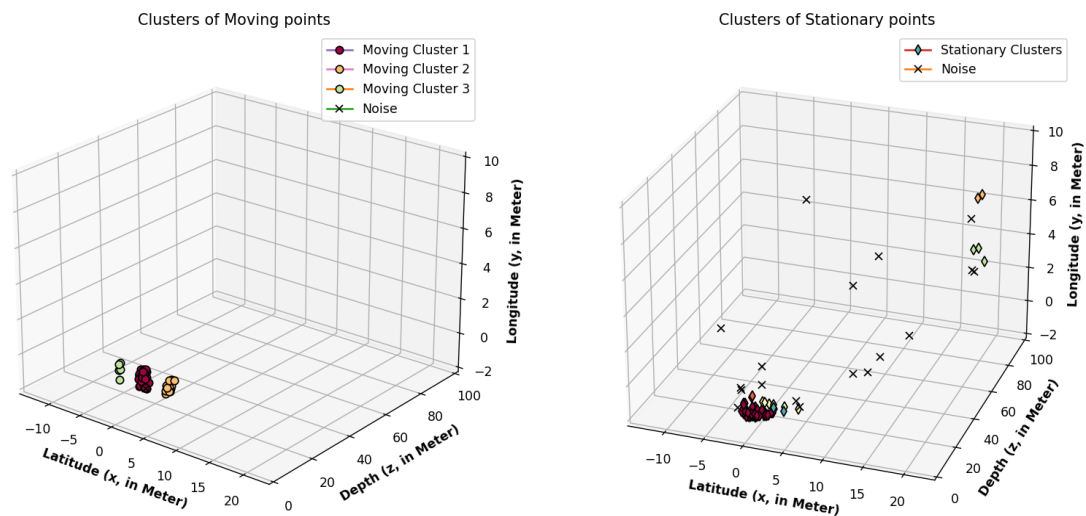 Clusters of Moving points
Moving Cluster 1
Moving Cluster 2
Moving Cluster 3
Noise
10
8
6
4
2
0
−2
Longitude (y, in Meter)
100
80
60
40
20
0
Depth (z, in Meter)
−10
−5
0
5
10
15
20
Latitude (x, in Meter)
Clusters of Stationary points
Stationary Clusters
Noise
10
8
6
4
2
0
−2
Longitude (y, in Meter)
100
80
60
40
20
0
Depth (z, in Meter)
−10
−5
0
5
10
15
20
Latitude (x, in Meter)